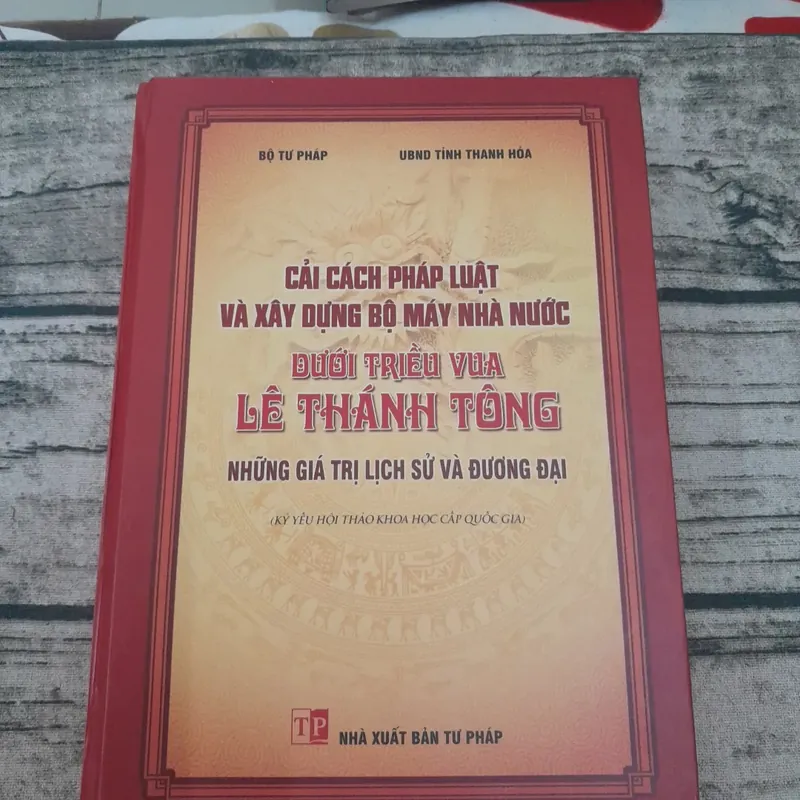 BỘ TƯ PHÁP
UBND TỈNH THANH HÓA
CẢI CÁCH PHÁP LUẬT
VÀ XÂY DỰNG BỘ MÁY NHÀ NƯỚC
DƯỚI TRIỀU VUA
LÊ THÁNH TÔNG
NHỮNG GIÁ TRỊ LỊCH SỬ VÀ ĐƯƠNG ĐẠI
(KỶ YẾU HỘI THẢO KHOA HỌC CẤP QUỐC GIA)
TP
NHÀ XUẤT BẢN TƯ PHÁP